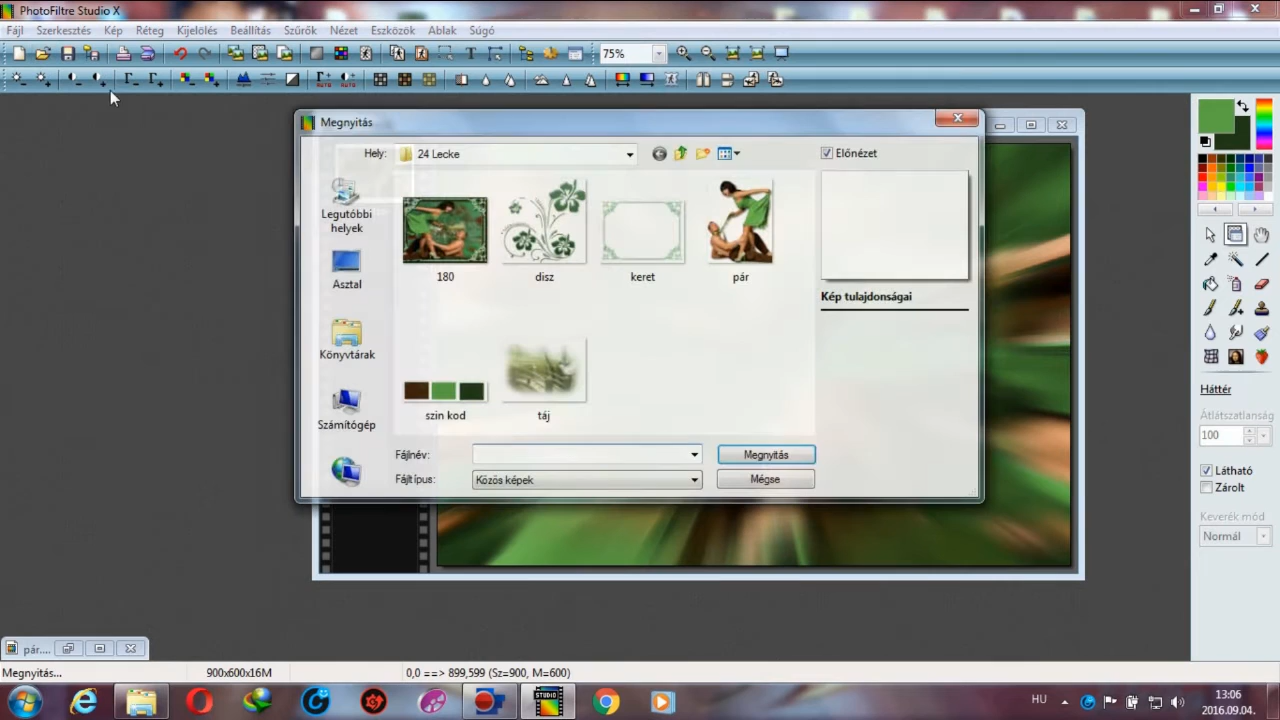 PhotoFiltre Studio X
Fájl Szerkesztés Kép Réteg Kijelölés Beállítás Szűrők Nézet Eszközök Ablak Súgó
75%
AUTO AUTO
Megnyitás
Hely: 24 Lecke
Előnézet
Legutóbbi helyek
Asztal
Könyvtárak
Számítógép
180 disz keret pár
szin kod táj
Kép tulajdonságai
Fájlnév: Megnyitás
Fájltípus: Közös képek Mégse
Háttér
Átlátszatlanság
100
Látható
Zárolt
Keverék mód
Normál
pár....
Megnyitás... 900x600x16M 0,0 ==> 899,599 (Sz=900, M=600)
STUDIO
HU
13:06
2016.09.04.